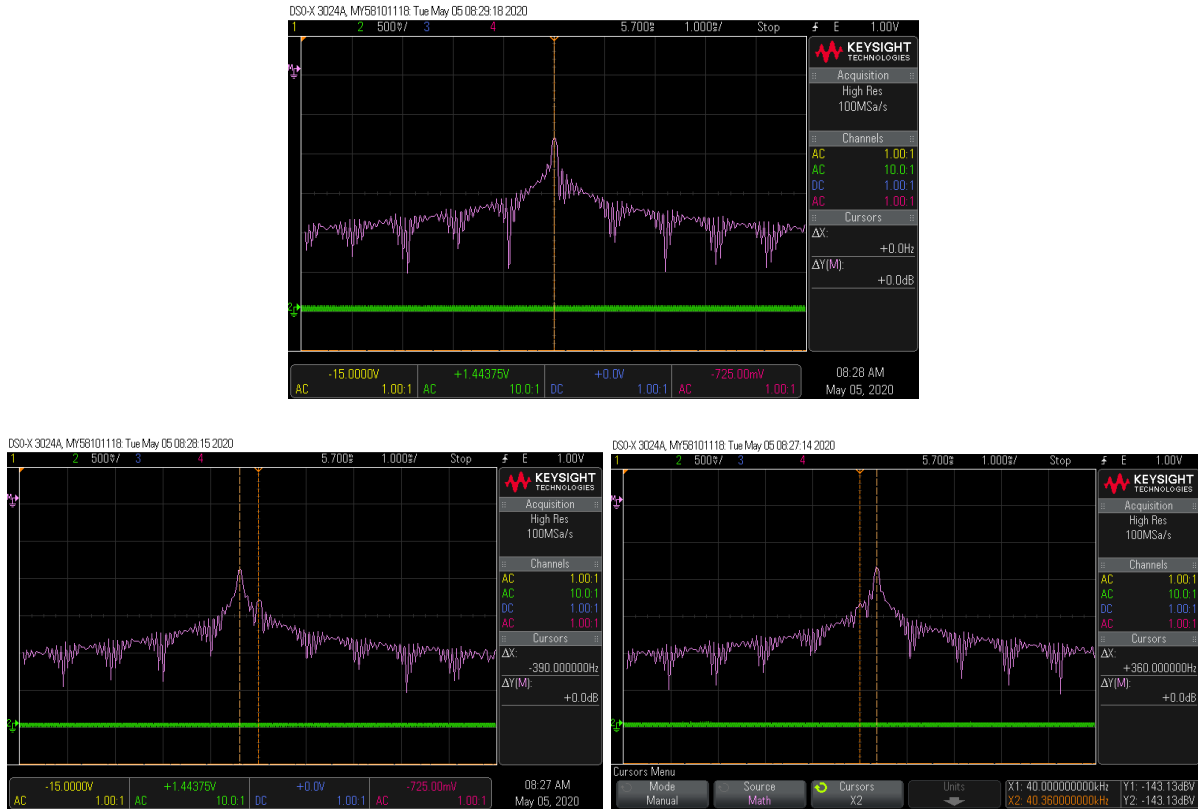 DSO-X 3024A, MY58101118: Tue May 05 08:29:18 2020
1 2 500V/ 3 4 5.700s 1.000s/ Stop E 1.00V
KEYSIGHT
TECHNOLOGIES
Acquisition
High Res
100MSa/s
Channels
AC 1.00:1
AC 10.0:1
DC 1.00:1
AC 1.00:1
Cursors
ΔX:
+0.0Hz
ΔY(M):
+0.0dB
M
2
-15.0000V +1.44375V +0.0V -725.00mV
AC 1.00:1 AC 10.0:1 DC 1.00:1 AC 1.00:1
08:28 AM
May 05, 2020
DSO-X 3024A, MY58101118: Tue May 05 08:28:15 2020
1 2 500V/ 3 4 5.700s 1.000s/ Stop E 1.00V
KEYSIGHT
TECHNOLOGIES
Acquisition
High Res
100MSa/s
Channels
AC 1.00:1
AC 10.0:1
DC 1.00:1
AC 1.00:1
Cursors
ΔX:
-390.000000Hz
ΔY(M):
+0.0dB
M
2
-15.0000V +1.44375V +0.0V -725.00mV
AC 1.00:1 AC 10.0:1 DC 1.00:1 AC 1.00:1
08:27 AM
May 05, 2020
DSO-X 3024A, MY58101118: Tue May 05 08:27:14 2020
1 2 500V/ 3 4 5.700s 1.000s/ Stop E 1.00V
KEYSIGHT
TECHNOLOGIES
Acquisition
High Res
100MSa/s
Channels
AC 1.00:1
AC 10.0:1
DC 1.00:1
AC 1.00:1
Cursors
ΔX:
+360.000000Hz
ΔY(M):
+0.0dB
M
2
Cursors Menu
Mode
Manual
Source
Math
Cursors
X2
Units
X1: 40.0000000000kHz Y1: -143.13dBV
X2: 40.3600000000kHz Y2: -143.13dBV